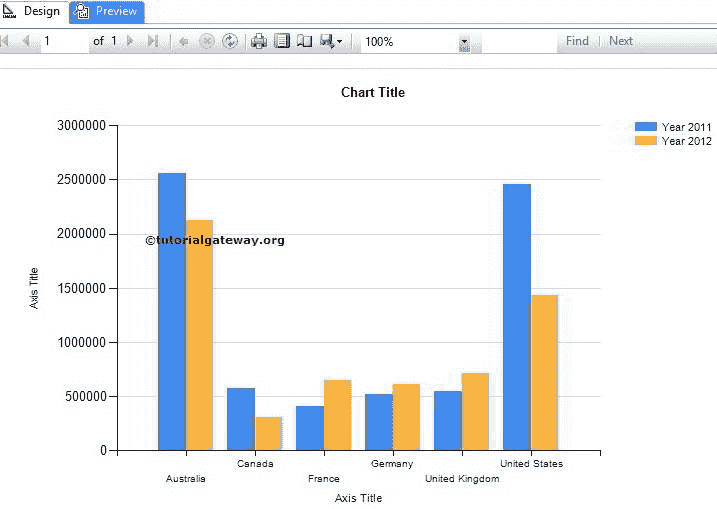 Design Preview
1 of 1 100% Find | Next
Chart Title
Year 2011
Year 2012
3000000
2500000
2000000
1500000
1000000
500000
0
Axis Title
©tutorialgateway.org
Canada Germany United States
Australia France United Kingdom
Axis Title